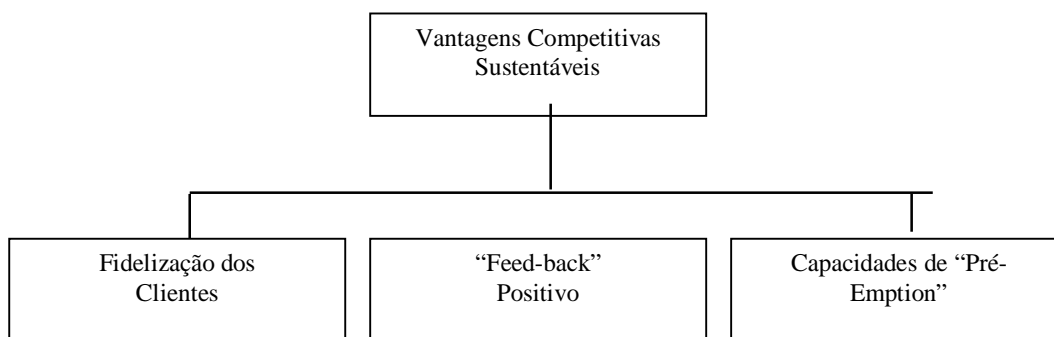 Vantagens Competitivas
Sustentáveis
Fidelização dos
Clientes
“Feed-back”
Positivo
Capacidades de “Pré-
Emption”